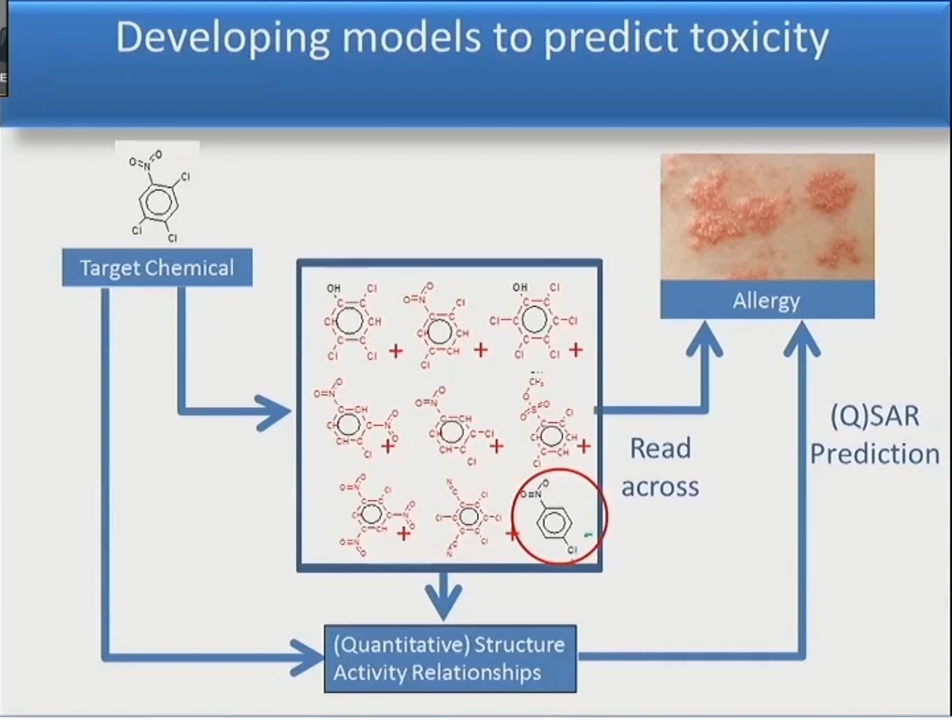 Developing models to predict toxicity
E
Target Chemical
Allergy
Read
across
(Q)SAR
Prediction
(Quantitative) Structure
Activity Relationships